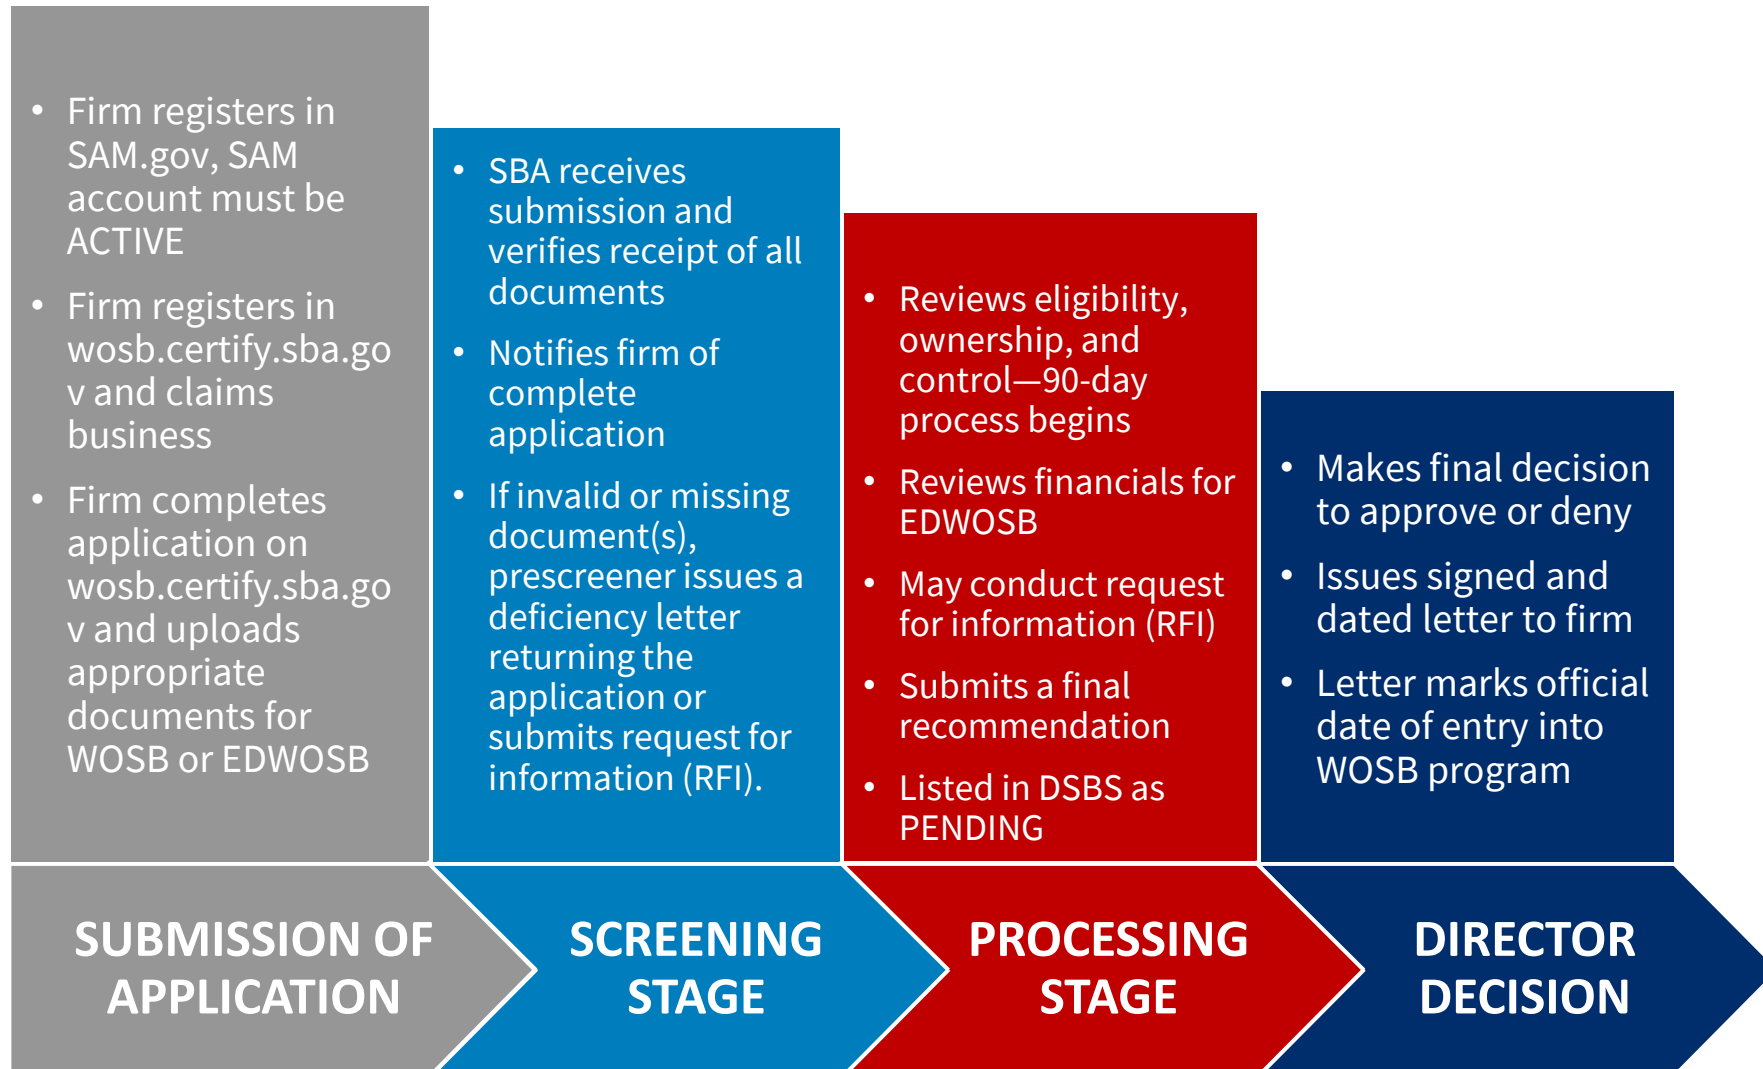 • Firm registers in
SAM.gov, SAM
account must be
ACTIVE
• Firm registers in
wosb.certify.sba.go
v and claims
business
• Firm completes
application on
wosb.certify.sba.go
v and uploads
appropriate
documents for
WOSB or EDWOSB
SUBMISSION OF
APPLICATION
• SBA receives
submission and
verifies receipt of all
documents
• Notifies firm of
complete
application
• If invalid or missing
document(s),
prescreener issues a
deficiency letter
returning the
application or
submits request for
information (RFI).
SCREENING
STAGE
• Reviews eligibility,
ownership, and
control—90-day
process begins
• Reviews financials for
EDWOSB
• May conduct request
for information (RFI)
• Submits a final
recommendation
• Listed in DSBS as
PENDING
PROCESSING
STAGE
• Makes final decision
to approve or deny
• Issues signed and
dated letter to firm
• Letter marks official
date of entry into
WOSB program
DIRECTOR
DECISION